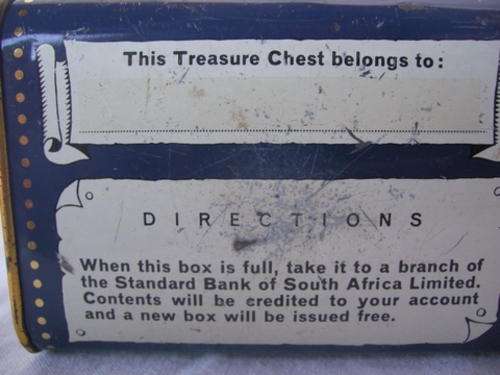 This Treasure Chest belongs to:
DIRECTIONS
When this box is full, take it to a branch of
the Standard Bank of South Africa Limited.
Contents will be credited to your account
and a new box will be issued free.